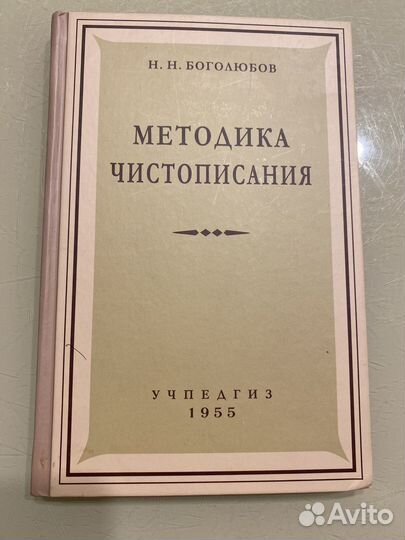 Н. Н. БОГОЛЮБОВ
МЕТОДИКА
ЧИСТОПИСАНИЯ
УЧПЕДГИЗ
1955
Avito